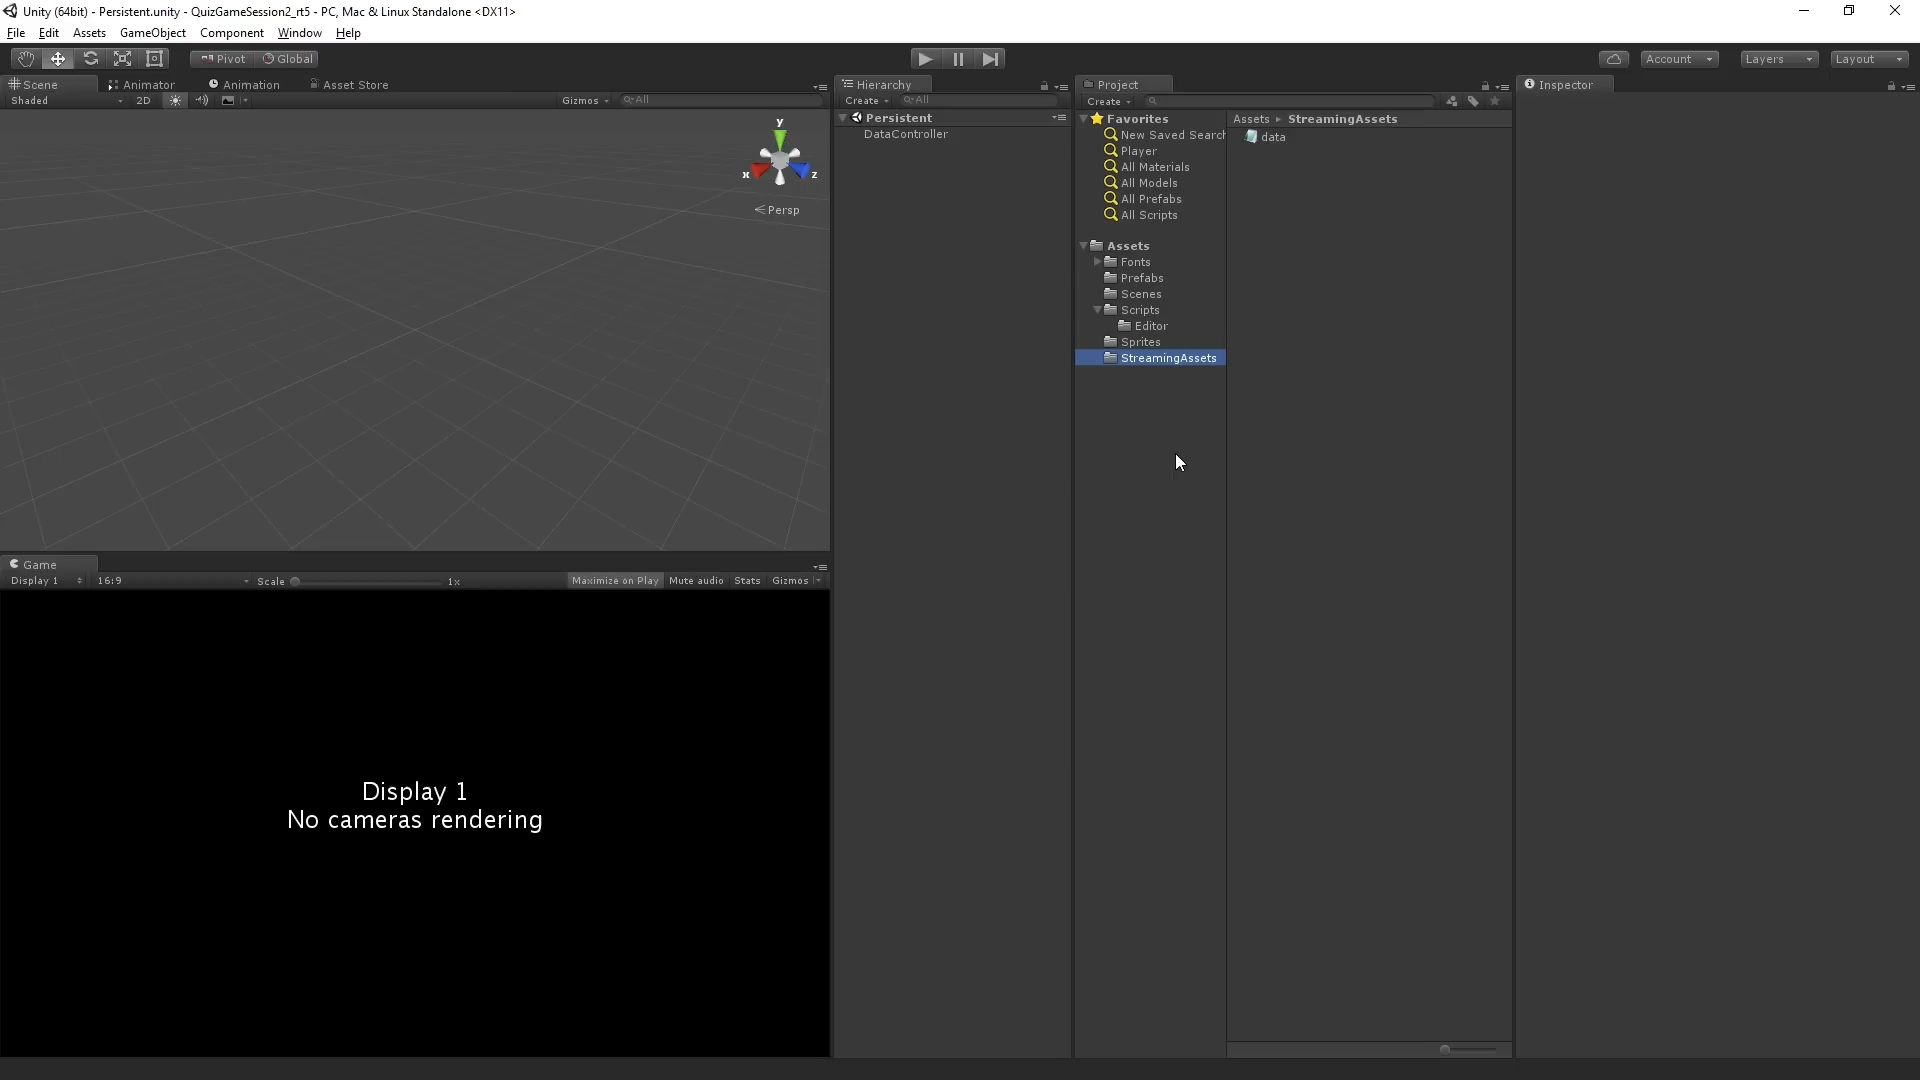 Unity (64bit) - Persistent.unity - QuizGameSession2_rt5 - PC, Mac & Linux Standalone <DX11>
File Edit Assets GameObject Component Window Help
Pivot Global
Account Layers Layout
Scene Animator Animation Asset Store
Shaded 2D Gizmos All
y
x z
Persp
Game
Display 1 16:9 Scale 1x Maximize on Play Mute audio Stats Gizmos
Display 1
No cameras rendering
Hierarchy
Create All
Persistent
DataController
Project
Create
Favorites
New Saved Search
Player
All Materials
All Models
All Prefabs
All Scripts
Assets
Fonts
Prefabs
Scenes
Scripts
Editor
Sprites
StreamingAssets
Assets StreamingAssets
data
Inspector